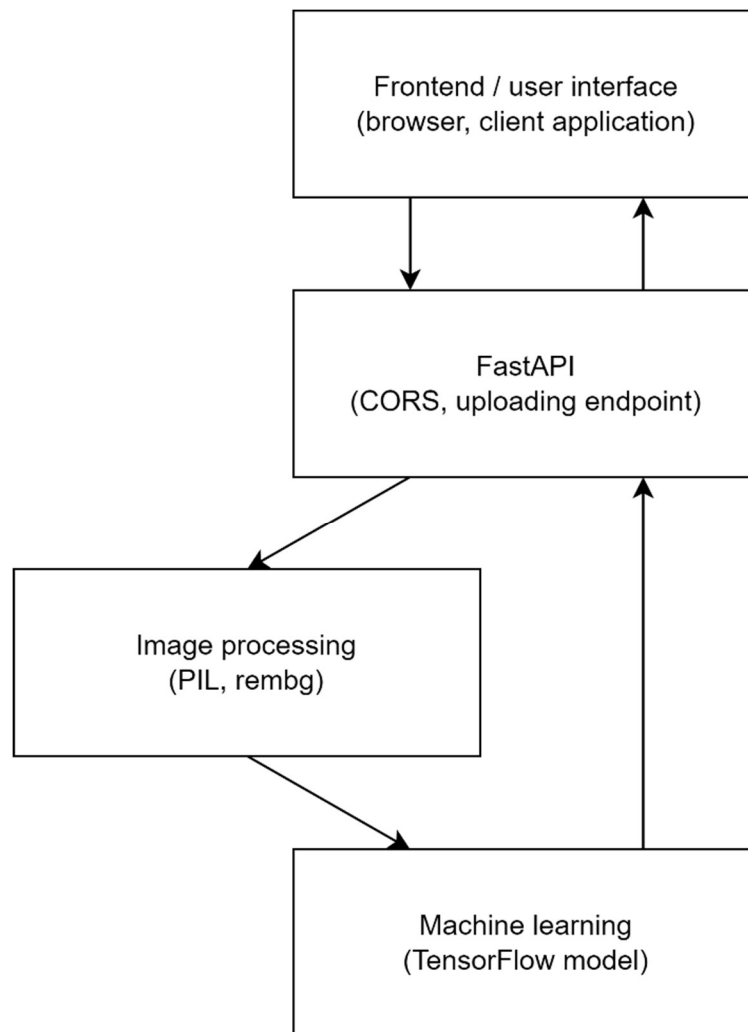 Frontend / user interface
(browser, client application)
FastAPI
(CORS, uploading endpoint)
Image processing
(PIL, rembg)
Machine learning
(TensorFlow model)